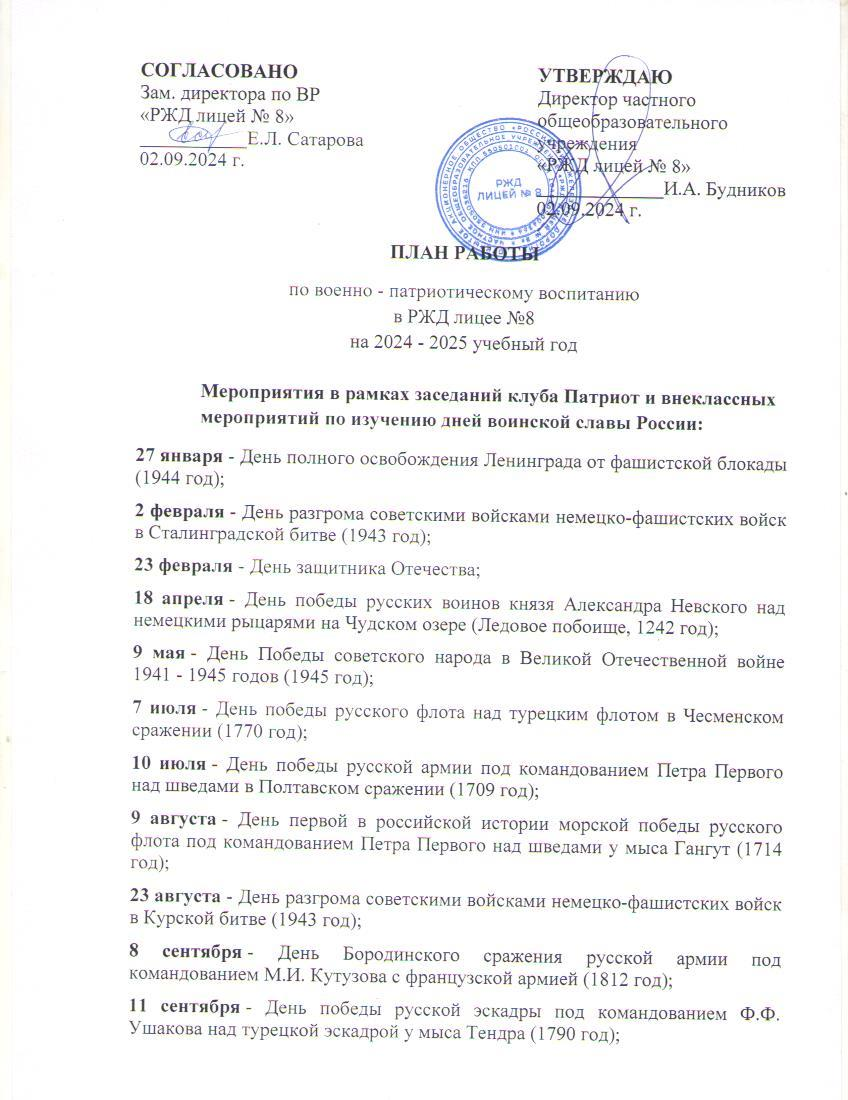 СОГЛАСОВАНО
Зам. директора по ВР
«РЖД лицей № 8»
___________Е.Л. Сатарова
02.09.2024 г.
УТВЕРЖДАЮ
Директор частного
общеобразовательного
учреждения
«РЖД лицей № 8»
_____________И.А. Будников
02.09.2024 г.
РЖД
ЛИЦЕЙ № 8
ПЛАН РАБОТЫ
по военно - патриотическому воспитанию
в РЖД лицее №8
на 2024 - 2025 учебный год
Мероприятия в рамках заседаний клуба Патриот и внеклассных
мероприятий по изучению дней воинской славы России:
27 января - День полного освобождения Ленинграда от фашистской блокады
(1944 год);
2 февраля - День разгрома советскими войсками немецко-фашистских войск
в Сталинградской битве (1943 год);
23 февраля - День защитника Отечества;
18 апреля - День победы русских воинов князя Александра Невского над
немецкими рыцарями на Чудском озере (Ледовое побоище, 1242 год);
9 мая - День Победы советского народа в Великой Отечественной войне
1941 - 1945 годов (1945 год);
7 июля - День победы русского флота над турецким флотом в Чесменском
сражении (1770 год);
10 июля - День победы русской армии под командованием Петра Первого
над шведами в Полтавском сражении (1709 год);
9 августа - День первой в российской истории морской победы русского
флота под командованием Петра Первого над шведами у мыса Гангут (1714
год);
23 августа - День разгрома советскими войсками немецко-фашистских войск
в Курской битве (1943 год);
8 сентября - День Бородинского сражения русской армии под
командованием М.И. Кутузова с французской армией (1812 год);
11 сентября - День победы русской эскадры под командованием Ф.Ф.
Ушакова над турецкой эскадрой у мыса Тендра (1790 год);